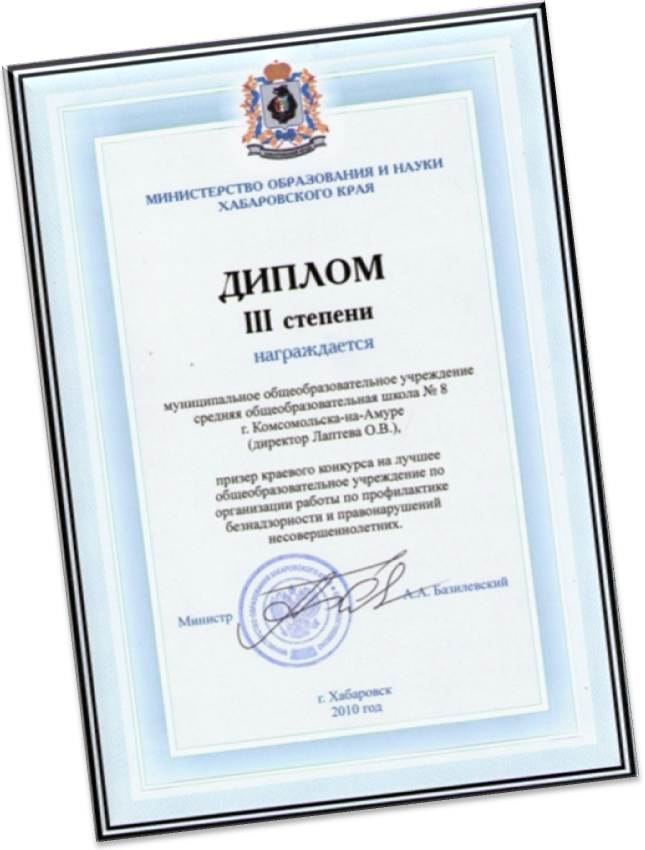 МИНИСТЕРСТВО ОБРАЗОВАНИЯ И НАУКИ
ХАБАРОВСКОГО КРАЯ
ДИПЛОМ
III степени
награждается
муниципальное общеобразовательное учреждение
средняя общеобразовательная школа № 8
г. Комсомольска-на-Амуре
(директор Лаптева О.В.),
призер краевого конкурса на лучшее
общеобразовательное учреждение по
организации работы по профилактике
безнадзорности и правонарушений
несовершеннолетних.
Министр
А.А. Базилевский
г. Хабаровск
2010 год